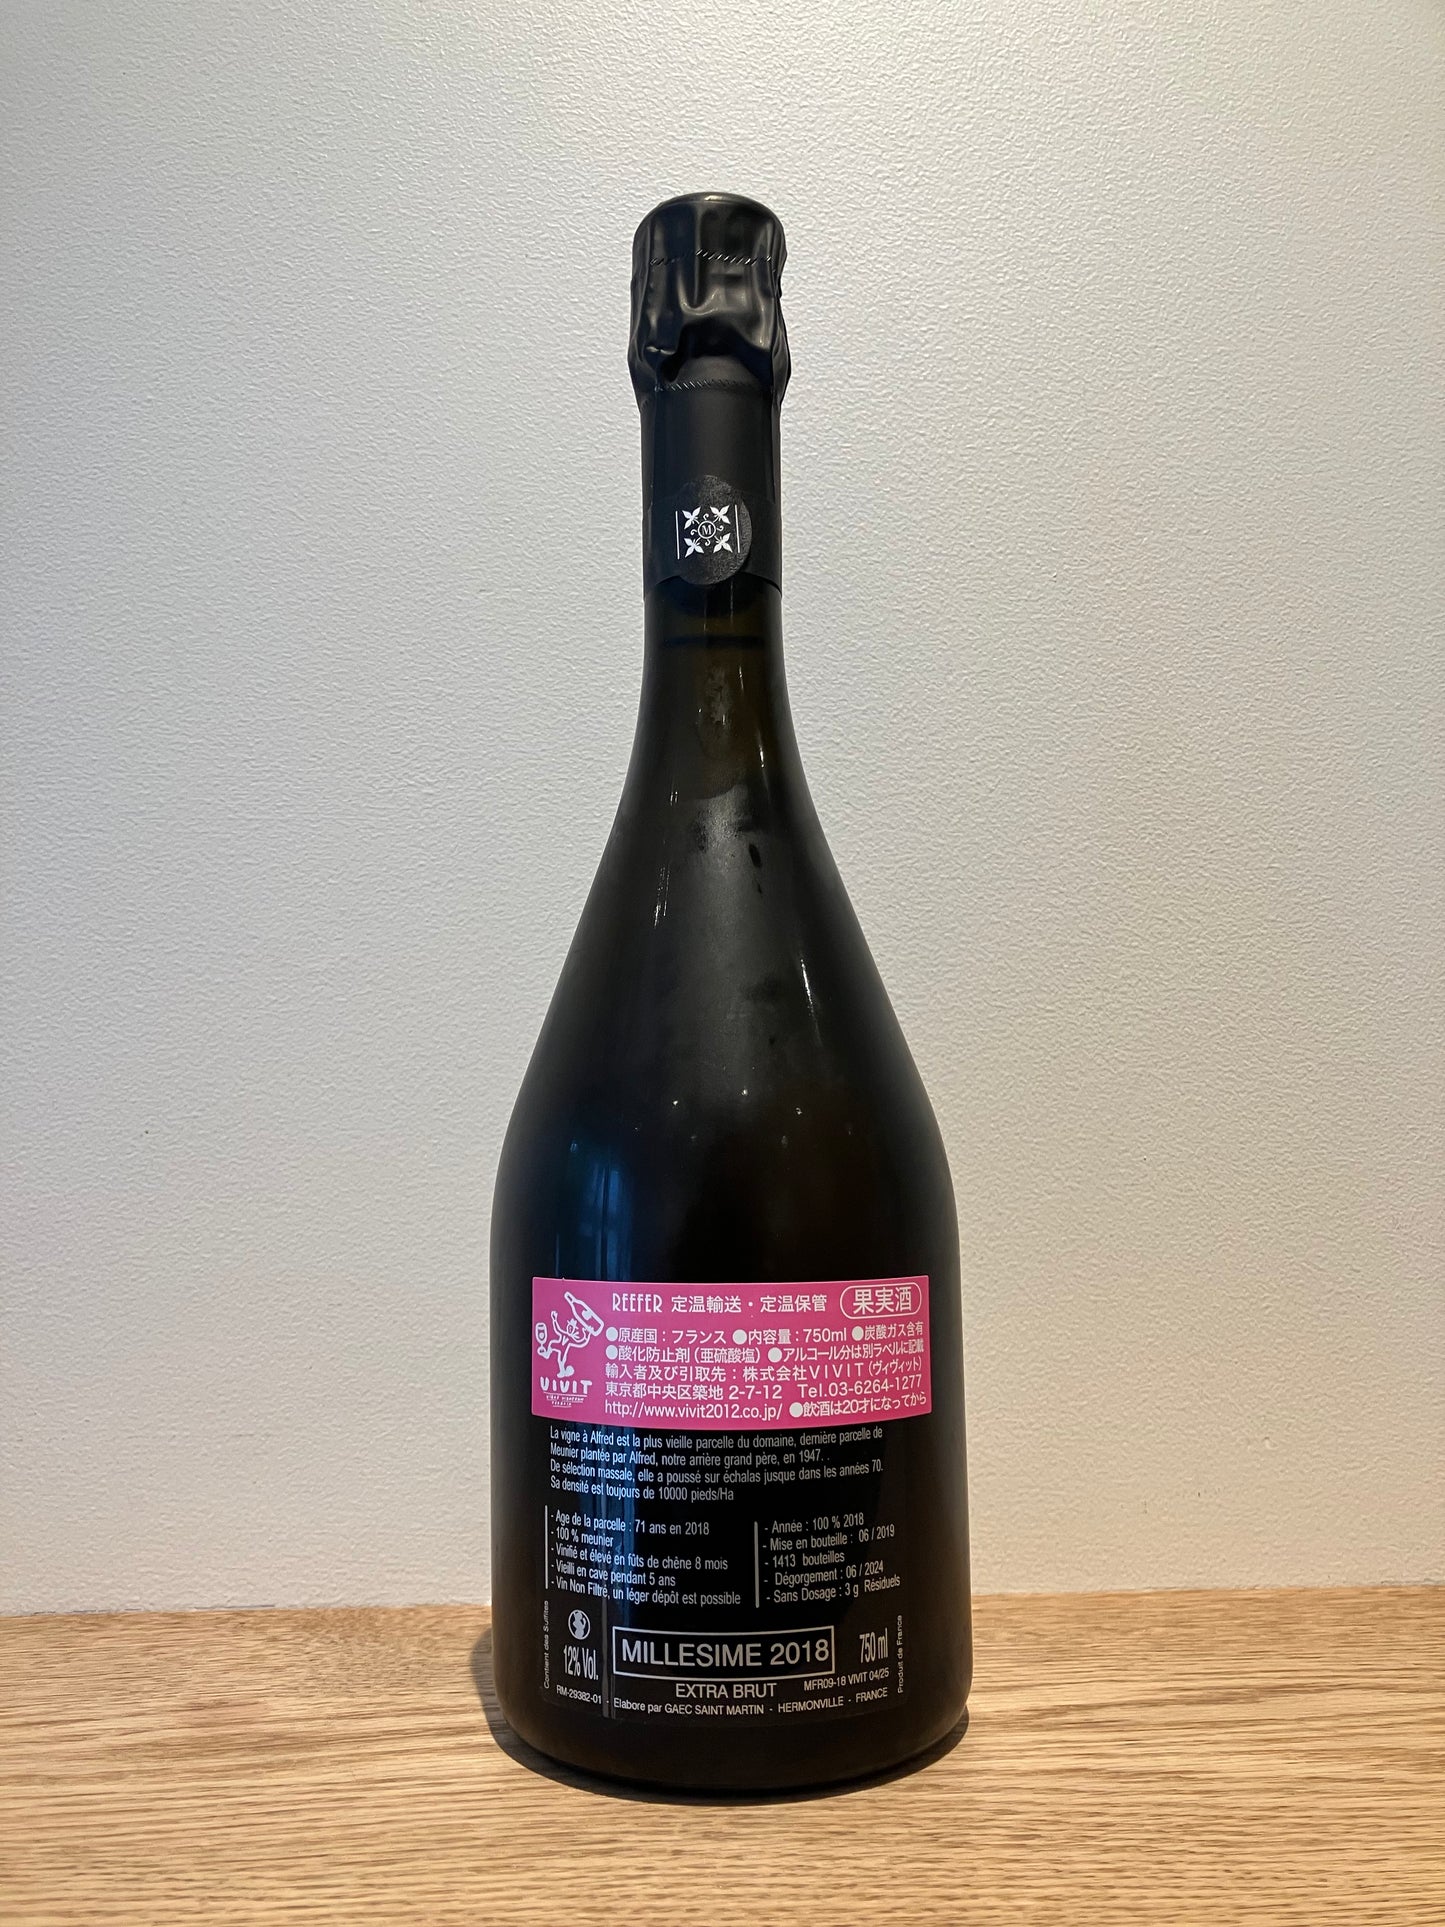 M
REEFER 定温輸送・定温保管 果実酒
●原産国：フランス ●内容量：750ml ●炭酸ガス含有
●酸化防止剤（亜硫酸塩） ●アルコール分は別ラベルに記載
輸入者及び引取先：株式会社VIVIT（ヴィヴィット）
東京都中央区築地 2-7-12 Tel.03-6264-1277
http://www.vivit2012.co.jp/ ●飲酒は20才になってから
VIVIT
La vigne à Alfred est la plus vieille parcelle du domaine, dernière parcelle de
Meunier plantée par Alfred, notre arrière grand père, en 1947. .
De sélection massale, elle a poussé sur échalas jusque dans les années 70.
Sa densité est toujours de 10000 pieds/Ha
- Age de la parcelle : 71 ans en 2018
- 100 % meunier
- Vinifié et élevé en fûts de chêne 8 mois
- Vieilli en cave pendant 5 ans
- Vin Non Filtré, un léger dépôt est possible
- Année : 100 % 2018
- Mise en bouteille : 06 / 2019
- 1413 bouteilles
- Dégorgement : 06 / 2024
- Sans Dosage : 3 g Résiduels
Contient des Sulfites
12% Vol.
MILLESIME 2018
750 ml
EXTRA BRUT
MFR09-18 VIVIT 04/25
RM-29382-01 - Elabore par GAEC SAINT MARTIN - HERMONVILLE - FRANCE
Produit de France